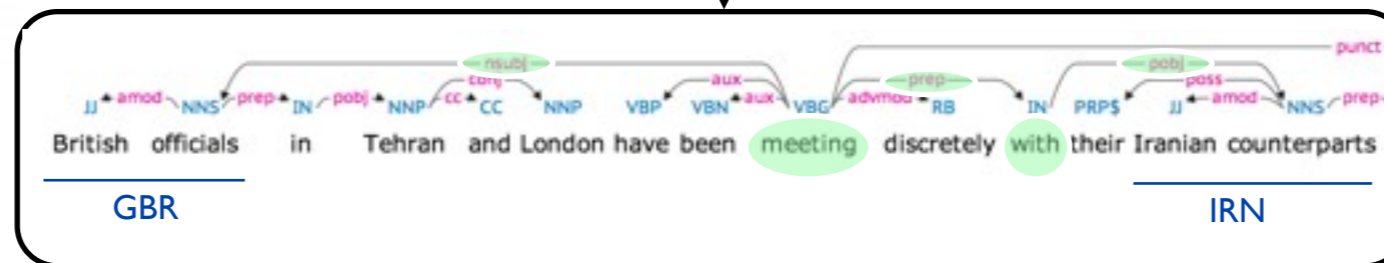 punct
nsubj pobj
conj aux prep poss
JJ amod NNS prep IN pobj NNP cc CC NNP VBP VBN aux VBG advmod RB IN PRP$ JJ amod NNS prep
British officials in Tehran and London have been meeting discretely with their Iranian counterparts
GBR IRN